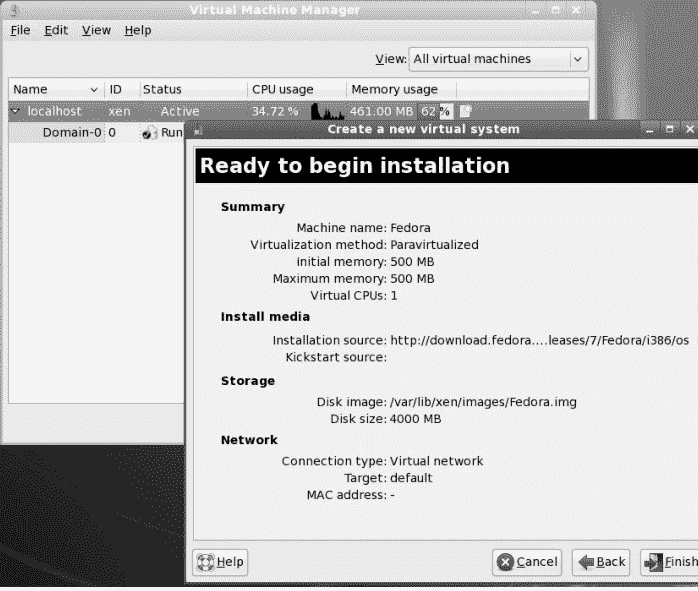 Virtual Machine Manager
File Edit View Help
View: All virtual machines
Name ID Status CPU usage Memory usage
localhost xen Active 34.72 % 461.00 MB 62 %
Domain-0 0 Run
Create a new virtual system
Ready to begin installation
Summary
Machine name: Fedora
Virtualization method: Paravirtualized
Initial memory: 500 MB
Maximum memory: 500 MB
Virtual CPUs: 1
Install media
Installation source: http://download.fedora....leases/7/Fedora/i386/os
Kickstart source:
Storage
Disk image: /var/lib/xen/images/Fedora.img
Disk size: 4000 MB
Network
Connection type: Virtual network
Target: default
MAC address: -
Help Cancel Back Finish